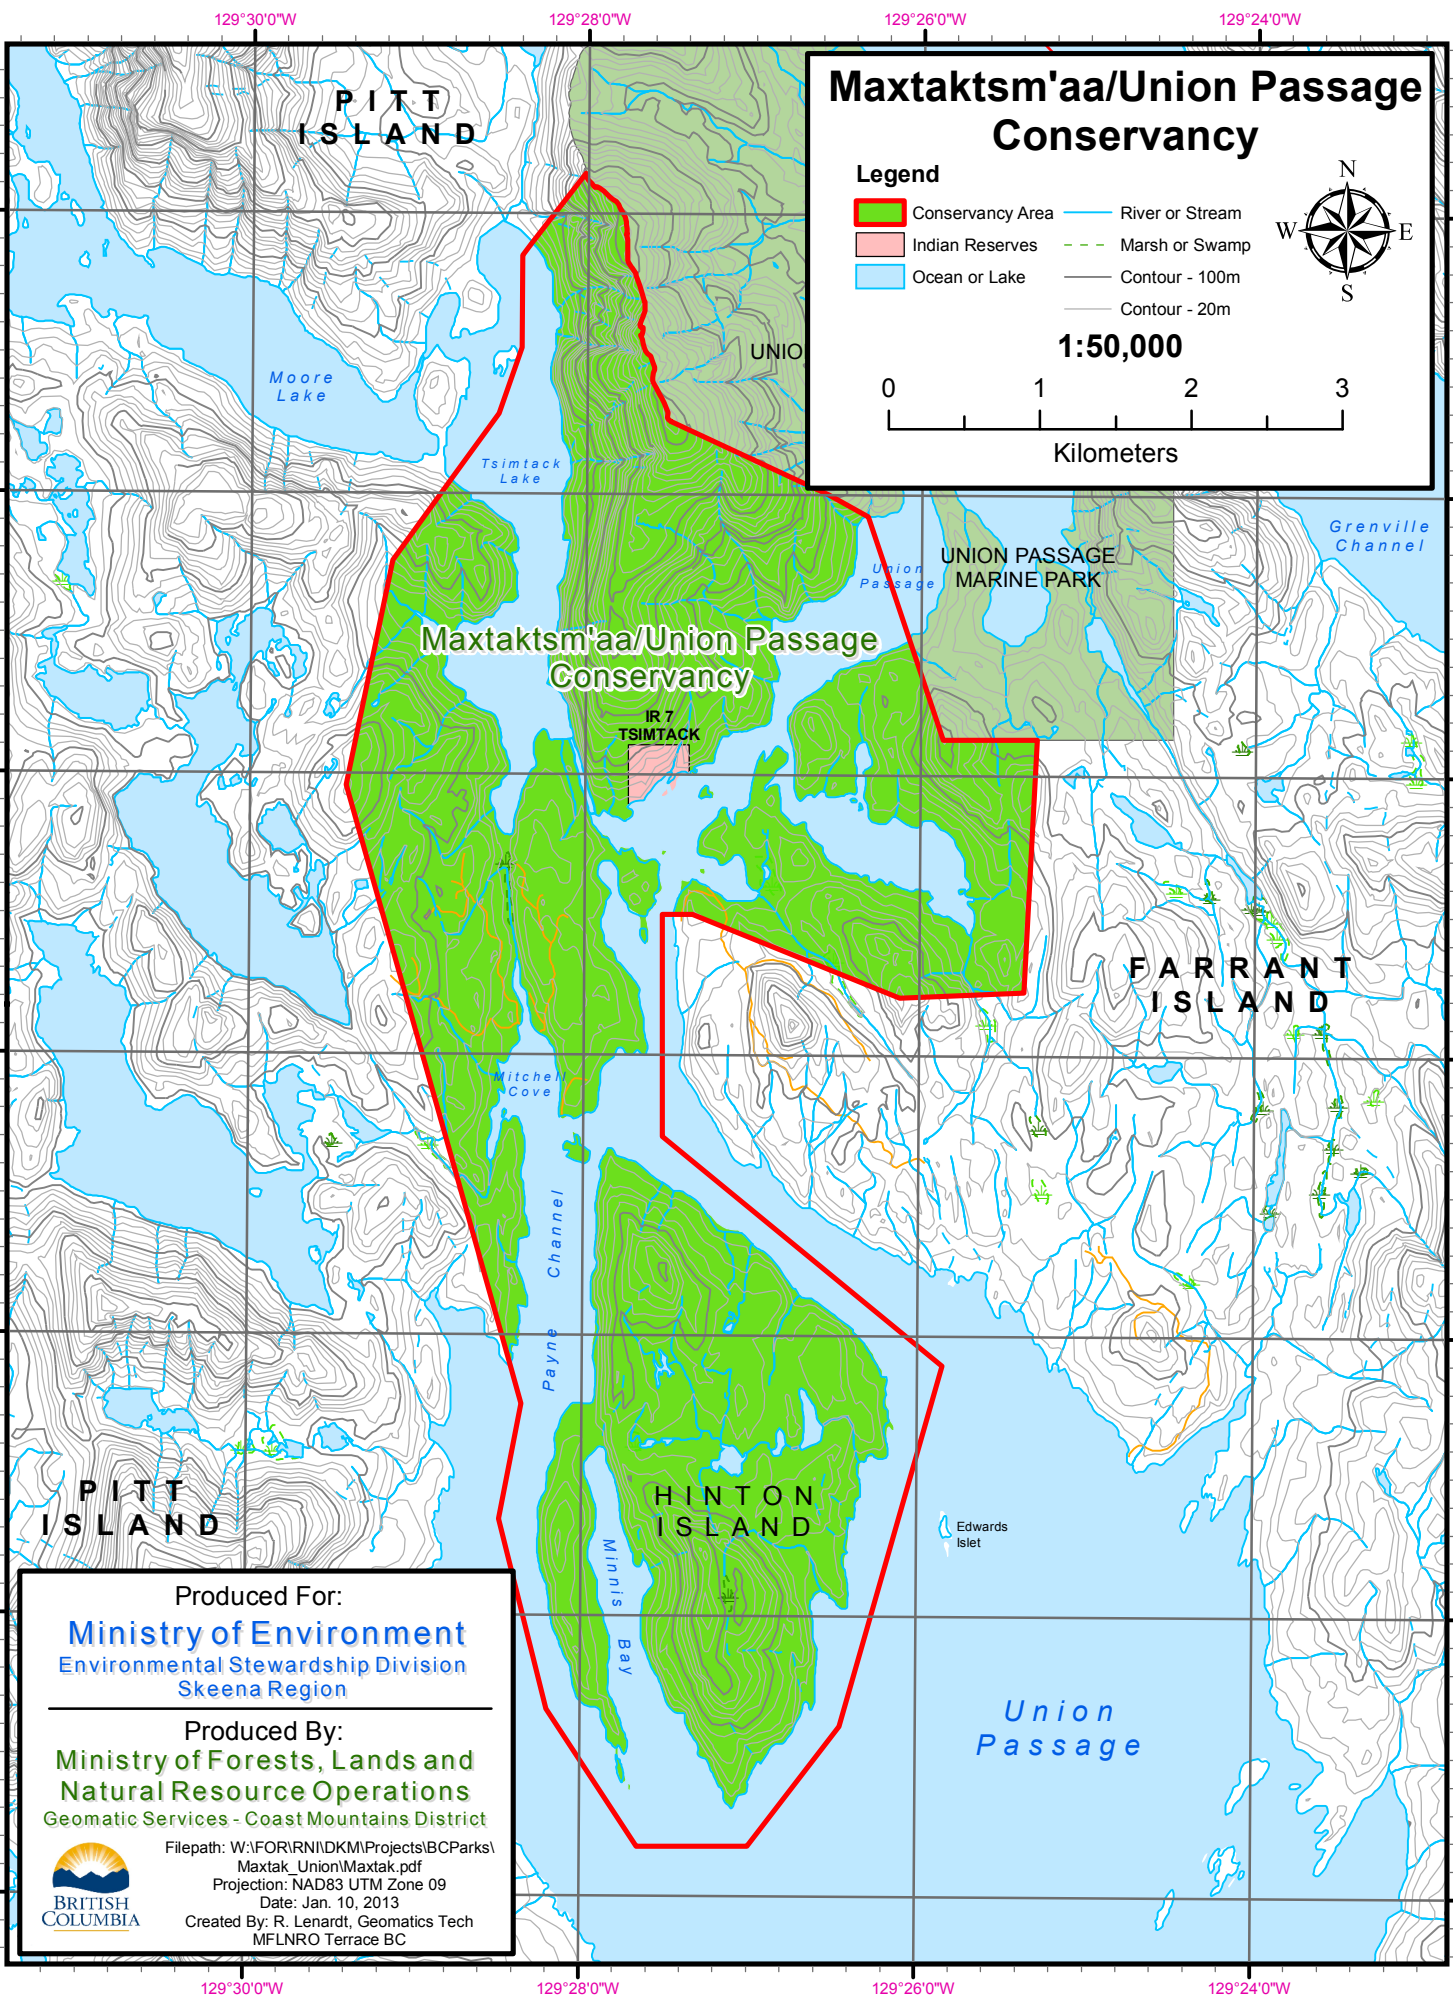 129°30'0"W
129°28'0"W
129°26'0"W
129°24'0"W
Maxtaktsm'aa/Union Passage
Conservancy
Legend
Conservancy Area
Indian Reserves
Ocean or Lake
River or Stream
Marsh or Swamp
Contour - 100m
Contour - 20m
N
W
E
S
1:50,000
0 1 2 3
Kilometers
PITT
ISLAND
UNIO
Moore
Lake
Tsimtack
Lake
Grenville
Channel
UNION PASSAGE
MARINE PARK
Union
Passage
Maxtaktsm'aa/Union Passage
Conservancy
IR 7
TSIMTACK
FARRANT
ISLAND
Mitchell
Cove
Payne Channel
PITT
ISLAND
HINTON
ISLAND
Minnis Bay
Edwards
Islet
Union
Passage
Produced For:
Ministry of Environment
Environmental Stewardship Division
Skeena Region
Produced By:
Ministry of Forests, Lands and
Natural Resource Operations
Geomatic Services - Coast Mountains District
BRITISH
COLUMBIA
Filepath: W:\FOR\RNI\DKM\Projects\BCParks\
Maxtak_Union\Maxtak.pdf
Projection: NAD83 UTM Zone 09
Date: Jan. 10, 2013
Created By: R. Lenardt, Geomatics Tech
MFLNRO Terrace BC
129°30'0"W
129°28'0"W
129°26'0"W
129°24'0"W